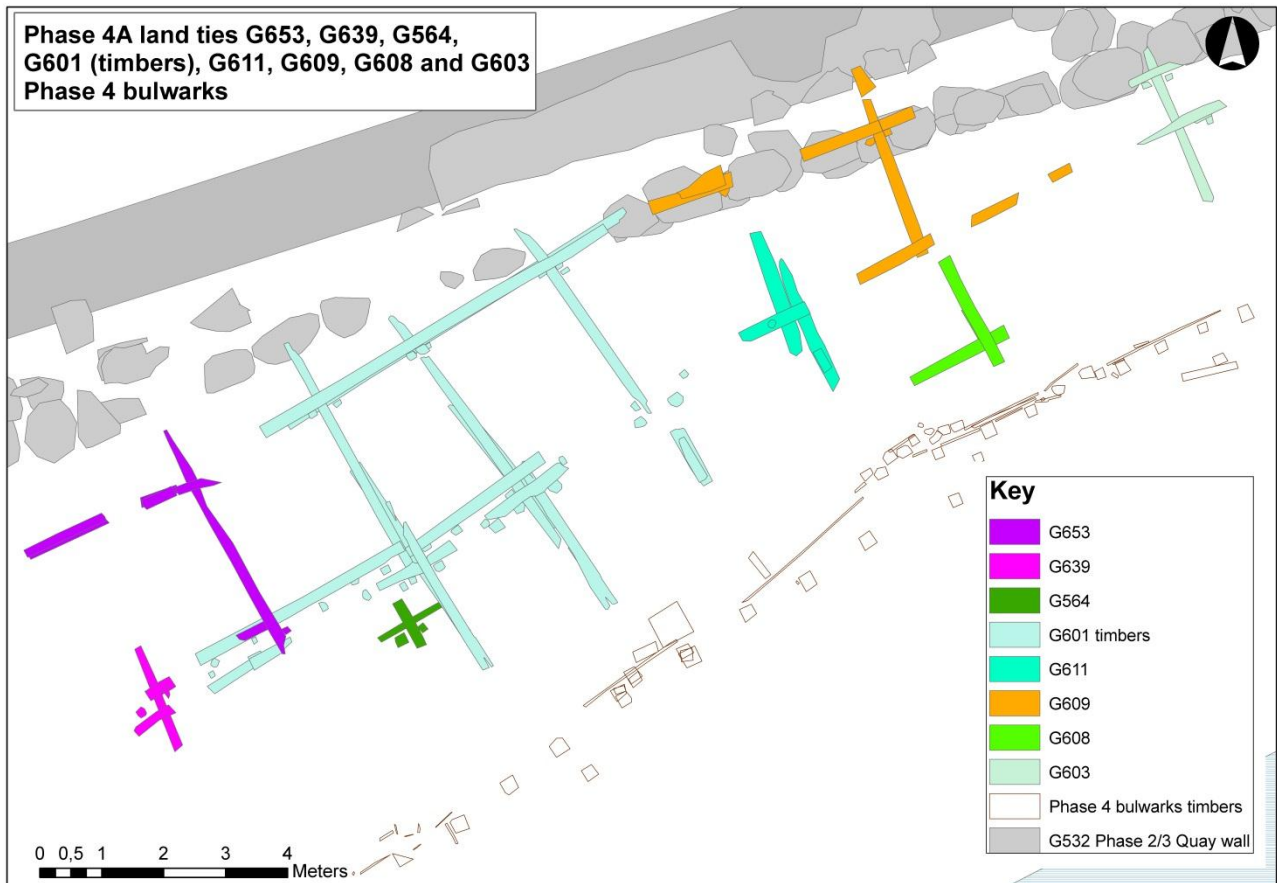 Phase 4A land ties G653, G639, G564,
G601 (timbers), G611, G609, G608 and G603
Phase 4 bulwarks
Key
G653
G639
G564
G601 timbers
G611
G609
G608
G603
Phase 4 bulwarks timbers
G532 Phase 2/3 Quay wall
0 0,5 1 2 3 4
Meters